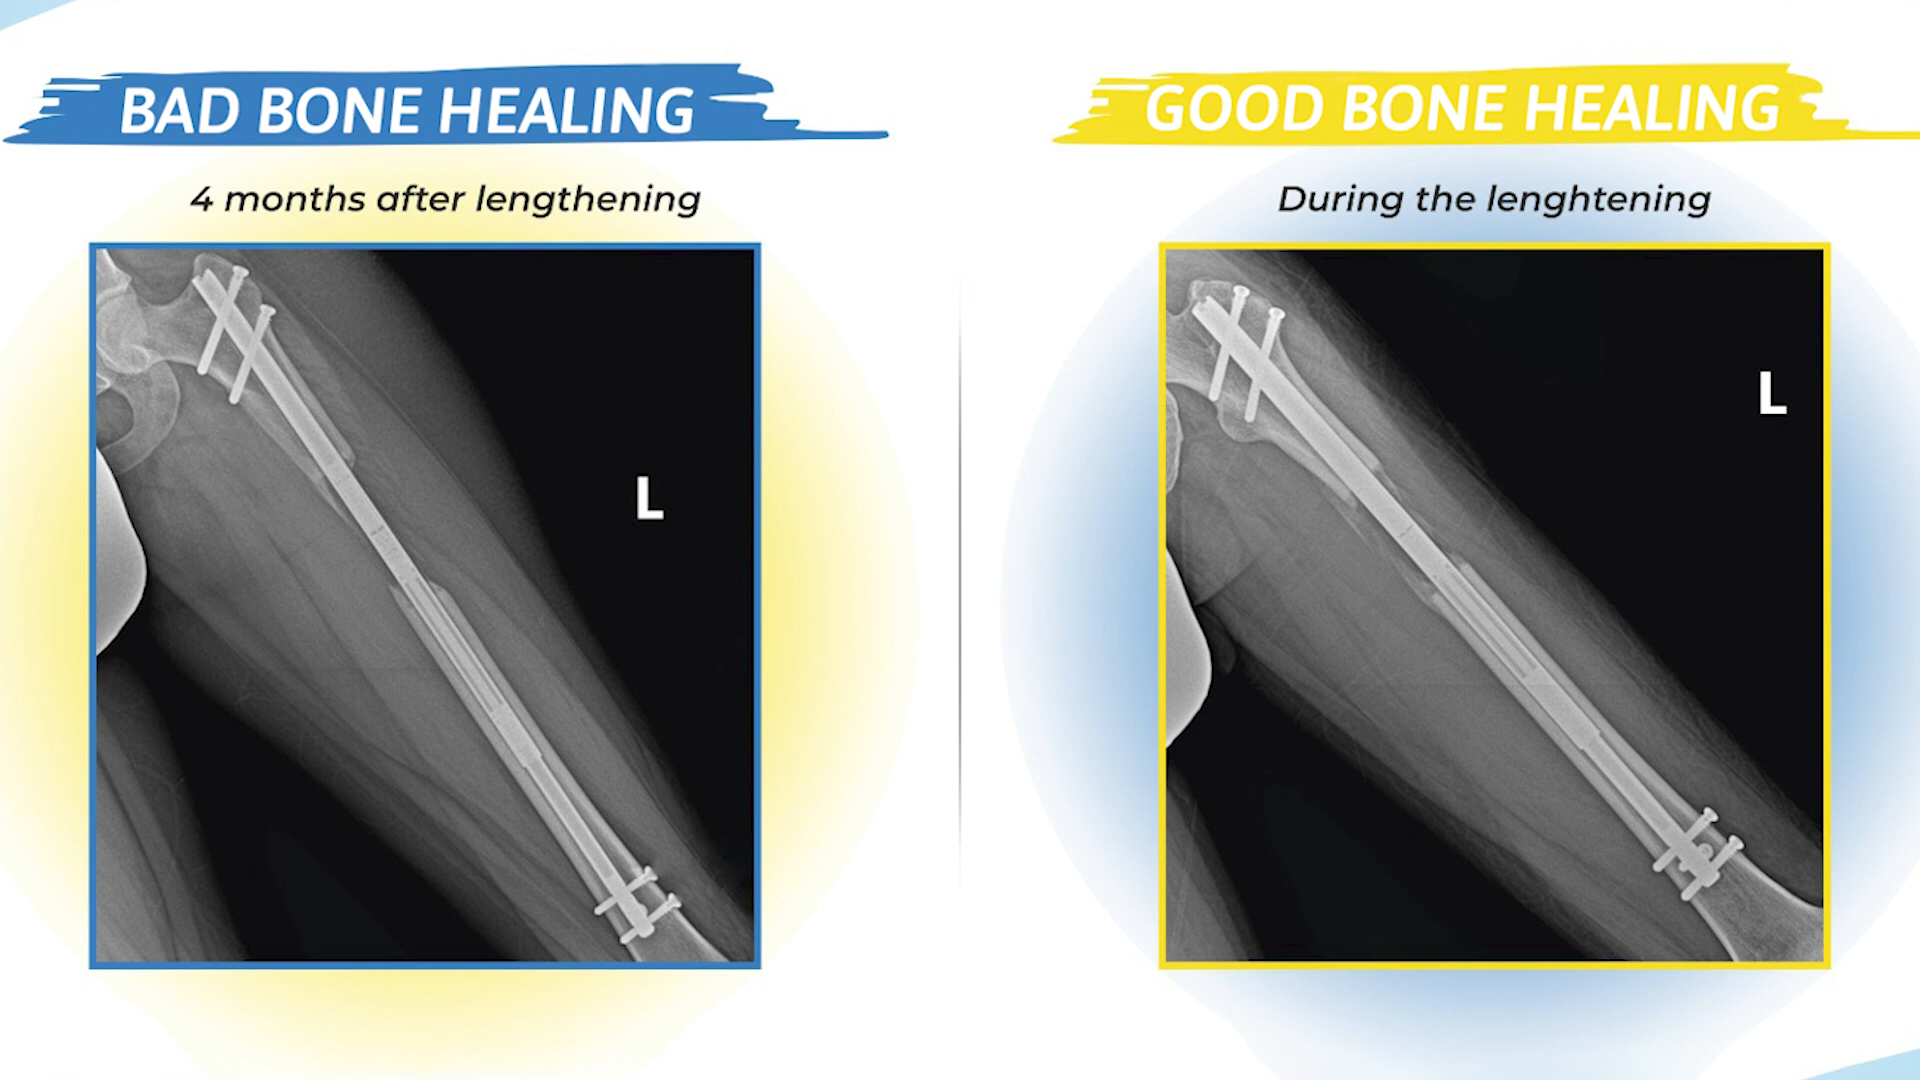 BAD BONE HEALING
4 months after lengthening
L
GOOD BONE HEALING
During the lenghtening
L